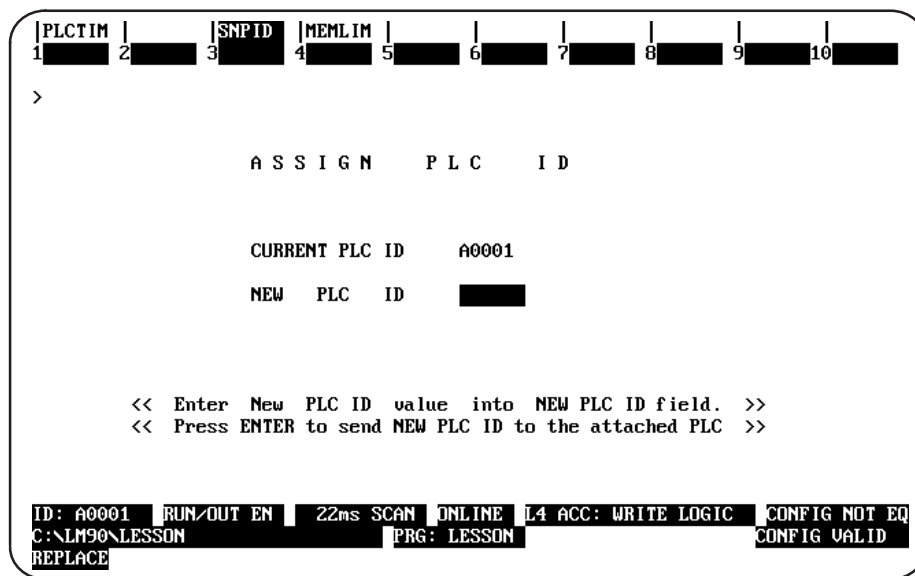 |PLCTIM | |SNPID |MEMLIM | | | | | |
1 2 3 4 5 6 7 8 9 10
>
A S S I G N P L C I D
CURRENT PLC ID A0001
NEW PLC ID
<< Enter New PLC ID value into NEW PLC ID field. >>
<< Press ENTER to send NEW PLC ID to the attached PLC >>
ID: A0001 RUN/OUT EN 22ms SCAN ONLINE L4 ACC: WRITE LOGIC CONFIG NOT EQ
C:\LM90\LESSON PRG: LESSON CONFIG VALID
REPLACE